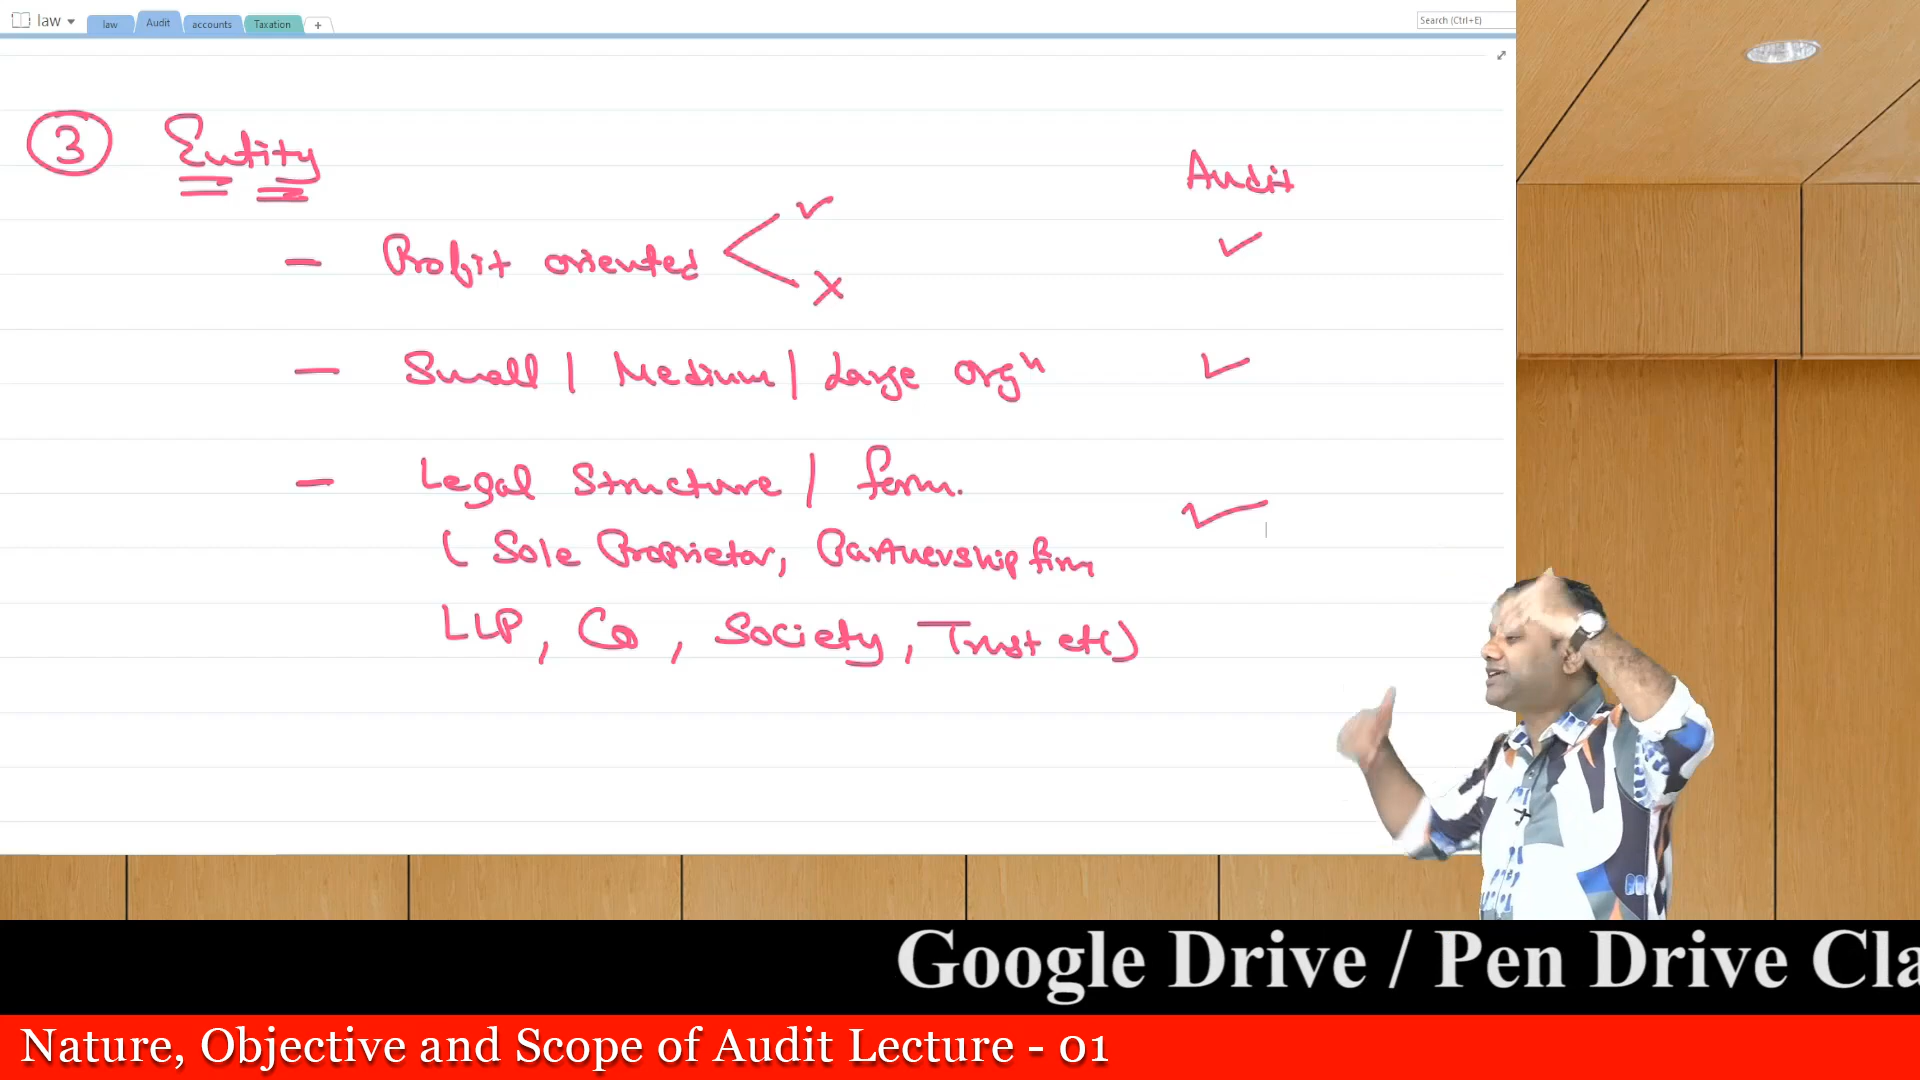 law
law Audit accounts Taxation +
Search (Ctrl+E)
3 Entity
Audit
— Profit oriented ✓ ✓
X
— Small | Medium | Large orgn ✓
— Legal Structure | form.
✓
( Sole Proprietor, Partnership firm
LLP, Co, Society, Trust etc)
Google Drive / Pen Drive Cla
Nature, Objective and Scope of Audit Lecture - 01